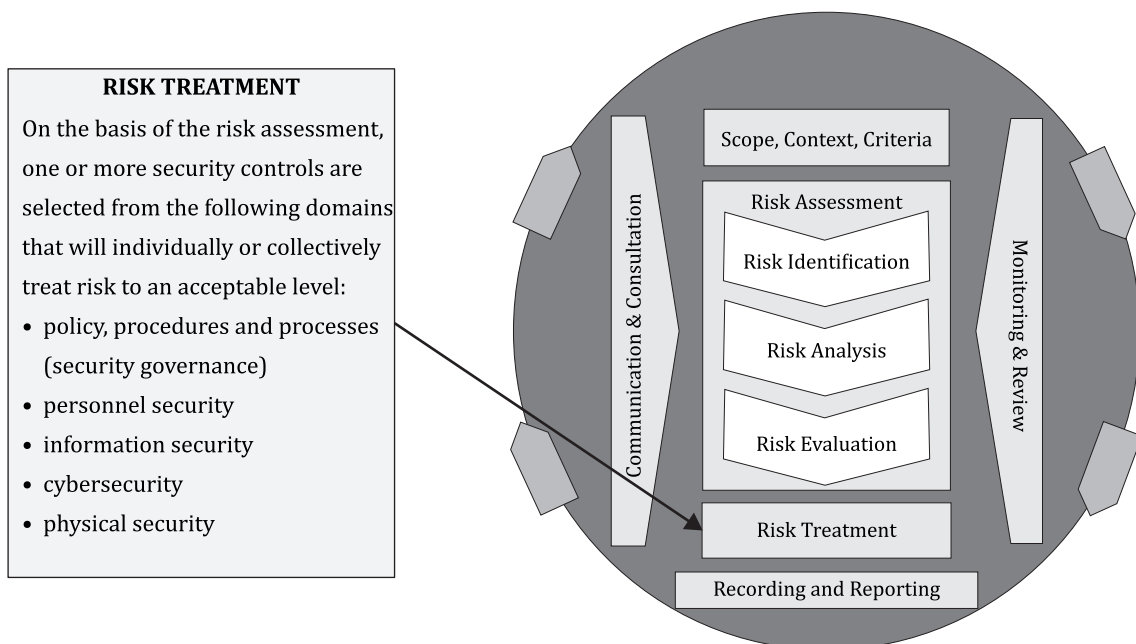 RISK TREATMENT
On the basis of the risk assessment,
one or more security controls are
selected from the following domains
that will individually or collectively
treat risk to an acceptable level:
• policy, procedures and processes
(security governance)
• personnel security
• information security
• cybersecurity
• physical security
Communication & Consultation
Scope, Context, Criteria
Risk Assessment
Risk Identification
Risk Analysis
Risk Evaluation
Risk Treatment
Recording and Reporting
Monitoring & Review